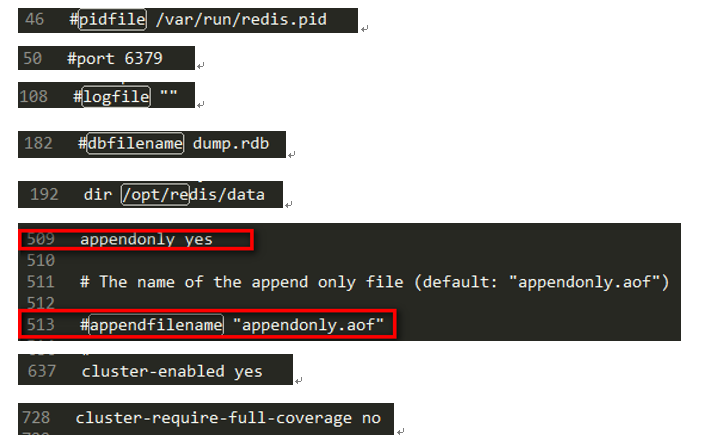 46 #pidfile /var/run/redis.pid
50 #port 6379
108 #logfile ""
182 #dbfilename dump.rdb
192 dir /opt/redis/data
509 appendonly yes
510
511 # The name of the append only file (default: "appendonly.aof")
512
513 #appendfilename "appendonly.aof"
637 cluster-enabled yes
728 cluster-require-full-coverage no